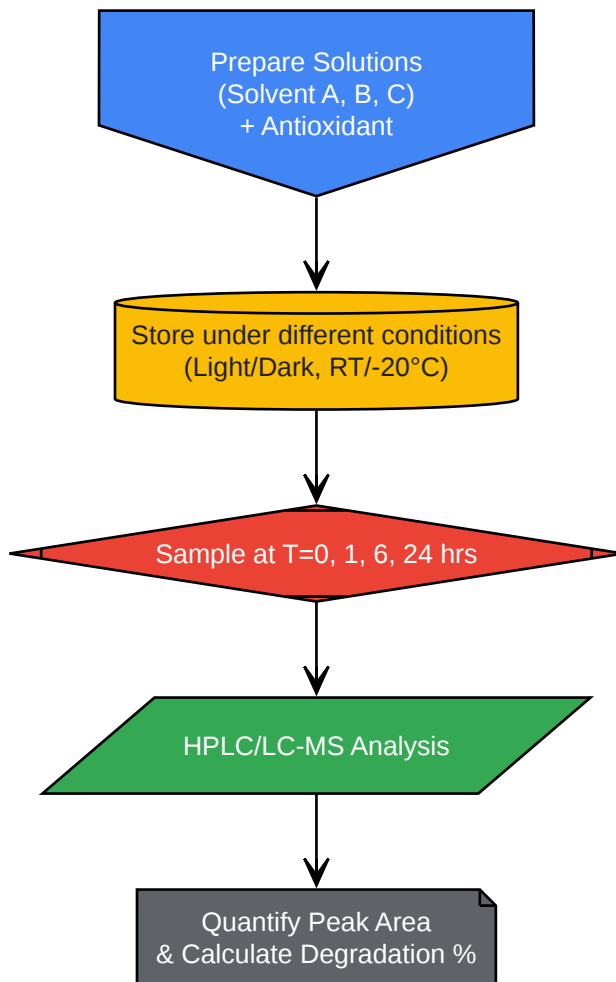 Prepare Solutions
(Solvent A, B, C)
+ Antioxidant
Store under different conditions
(Light/Dark, RT/-20°C)
Sample at T=0, 1, 6, 24 hrs
HPLC/LC-MS Analysis
Quantify Peak Area
& Calculate Degradation %